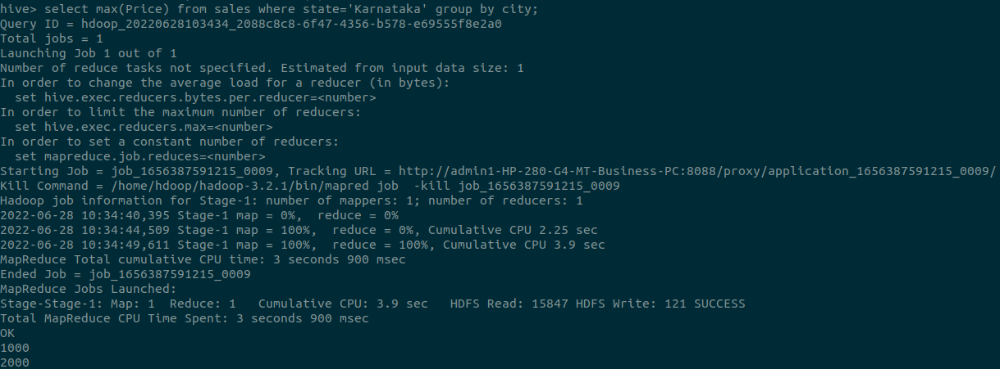 hive> select max(Price) from sales where state='Karnataka' group by city;
Query ID = hdoop_20220628103434_2088c8c8-6f47-4356-b578-e69555f8e2a0
Total jobs = 1
Launching Job 1 out of 1
Number of reduce tasks not specified. Estimated from input data size: 1
In order to change the average load for a reducer (in bytes):
  set hive.exec.reducers.bytes.per.reducer=<number>
In order to limit the maximum number of reducers:
  set hive.exec.reducers.max=<number>
In order to set a constant number of reducers:
  set mapreduce.job.reduces=<number>
Starting Job = job_1656387591215_0009, Tracking URL = http://admin1-HP-280-G4-MT-Business-PC:8088/proxy/application_1656387591215_0009/
Kill Command = /home/hdoop/hadoop-3.2.1/bin/mapred job  -kill job_1656387591215_0009
Hadoop job information for Stage-1: number of mappers: 1; number of reducers: 1
2022-06-28 10:34:40,395 Stage-1 map = 0%,  reduce = 0%
2022-06-28 10:34:44,509 Stage-1 map = 100%,  reduce = 0%, Cumulative CPU 2.25 sec
2022-06-28 10:34:49,611 Stage-1 map = 100%,  reduce = 100%, Cumulative CPU 3.9 sec
MapReduce Total cumulative CPU time: 3 seconds 900 msec
Ended Job = job_1656387591215_0009
MapReduce Jobs Launched:
Stage-Stage-1: Map: 1  Reduce: 1   Cumulative CPU: 3.9 sec   HDFS Read: 15847 HDFS Write: 121 SUCCESS
Total MapReduce CPU Time Spent: 3 seconds 900 msec
OK
1000
2000